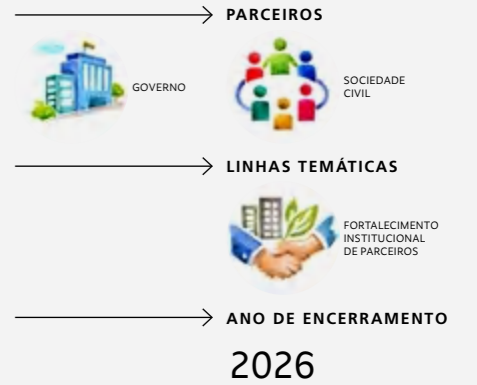 PARCEIROS
GOVERNO
SOCIEDADE
CIVIL
LINHAS TEMÁTICAS
FORTALECIMENTO
INSTITUCIONAL
DE PARCEIROS
ANO DE ENCERRAMENTO
2026